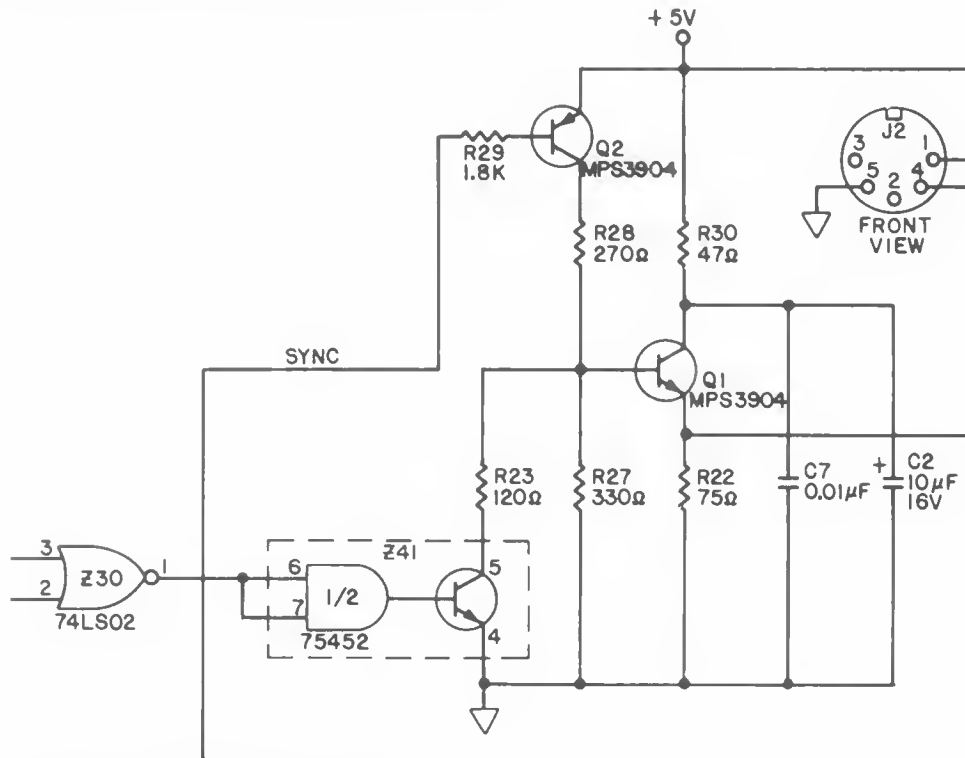 + 5V
J2
3
1
5
2
4
FRONT
VIEW
R29
1.8K
Q2
MPS3904
R28
270Ω
R30
47Ω
SYNC
Q1
MPS3904
R23
120Ω
R27
330Ω
R22
75Ω
C7
0.01µF
+
C2
10µF
16V
Z41
3
2
Z30
1
74LS02
6
7
1/2
75452
5
4